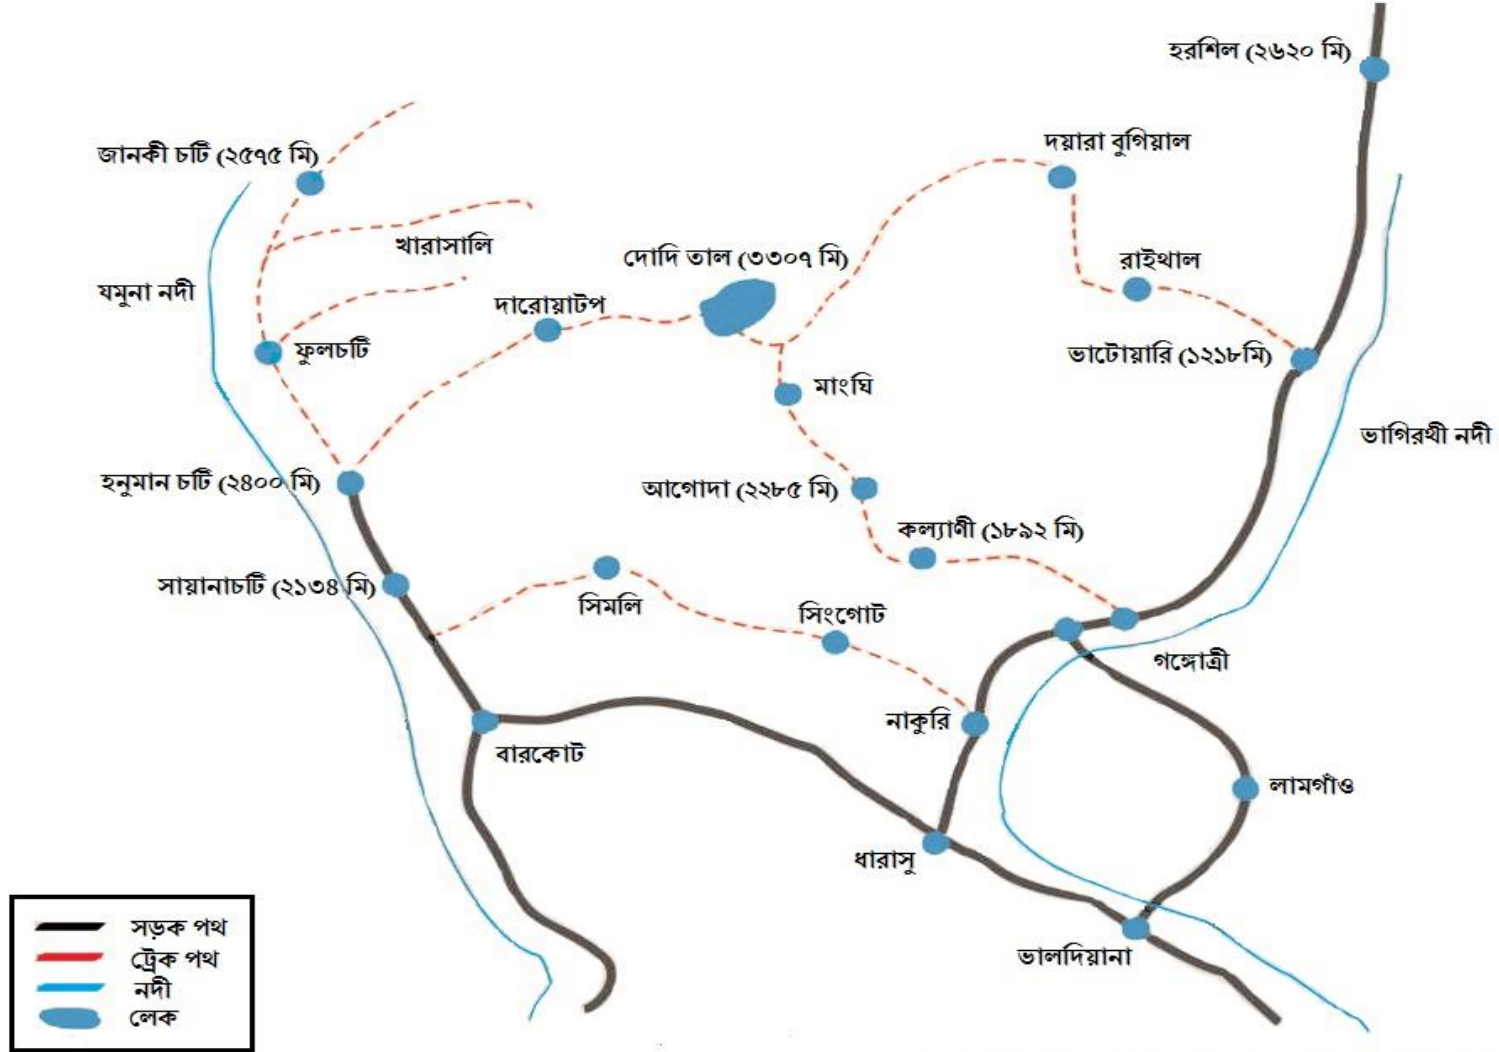 হরশিল (২৬২০ মি)
জানকী চটি (২৫৭৫ মি)
দয়ারা বুগিয়াল
খারাসালি
দোদি তাল (৩৩০৭ মি)
রাইথাল
যমুনা নদী
দারোয়াটপ
ফুলচটি
ভাটোয়ারি (১২১৮মি)
মাংঘি
ভাগিরথী নদী
হনুমান চটি (২৪০০ মি)
আগোদা (২২৮৫ মি)
কল্যাণী (১৮৯২ মি)
সায়ানাচটি (২১৩৪ মি)
সিমলি
সিংগোট
গঙ্গোত্রী
নাকুরি
বারকোট
লামগাঁও
ধারাসু
ভালদিয়ানা
সড়ক পথ
ট্রেক পথ
নদী
লেক